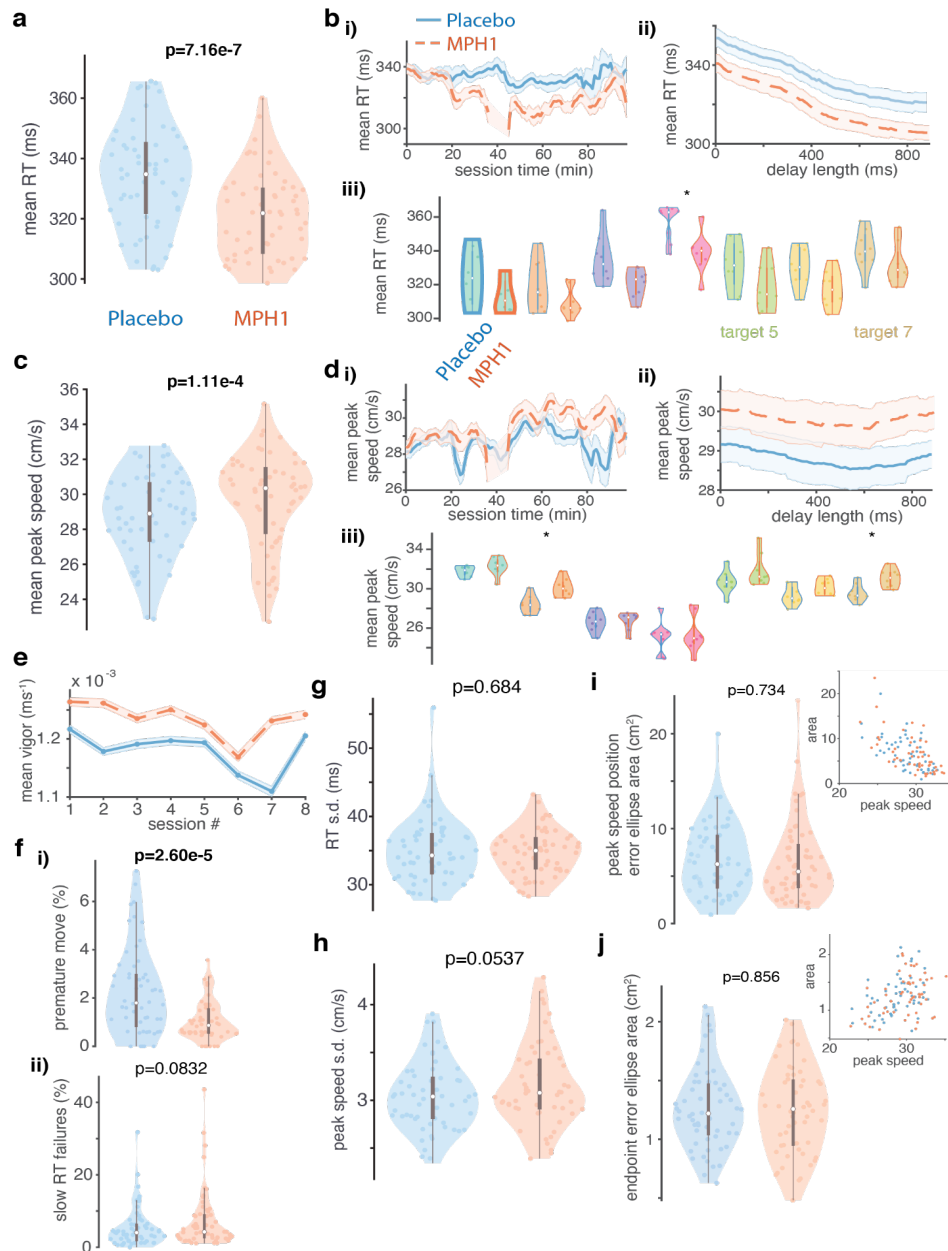 a
p=7.16e-7
mean RT (ms)
360
340
320
300
Placebo
MPH1
b
i)
Placebo
MPH1
mean RT (ms)
340
300
0
20
40
60
80
session time (min)
ii)
mean RT (ms)
340
300
0
400
800
delay length (ms)
iii)
*
mean RT (ms)
360
340
320
300
Placebo
MPH1
target 5
target 7
c
p=1.11e-4
mean peak speed (cm/s)
36
34
32
30
28
26
24
d
i)
mean peak
speed (cm/s)
30
28
26
0
20
40
60
80
session time (min)
ii)
mean peak
speed (cm/s)
30
29
28
0
400
800
delay length (ms)
iii)
*
*
mean peak
speed (cm/s)
34
30
26
e
x 10⁻³
mean vigor (ms⁻¹)
1.2
1.1
1
2
3
4
5
6
7
8
session #
f
i)
p=2.60e-5
premature move (%)
6
4
2
0
ii)
p=0.0832
slow RT failures (%)
40
20
0
g
p=0.684
RT s.d. (ms)
50
40
30
h
p=0.0537
peak speed s.d. (cm/s)
4
3
i
p=0.734
peak speed position
error ellipse area (cm²)
20
10
0
area
25
20
10
0
20
30
peak speed
j
p=0.856
endpoint error ellipse area (cm²)
2
1
area
2
1
20
30
peak speed